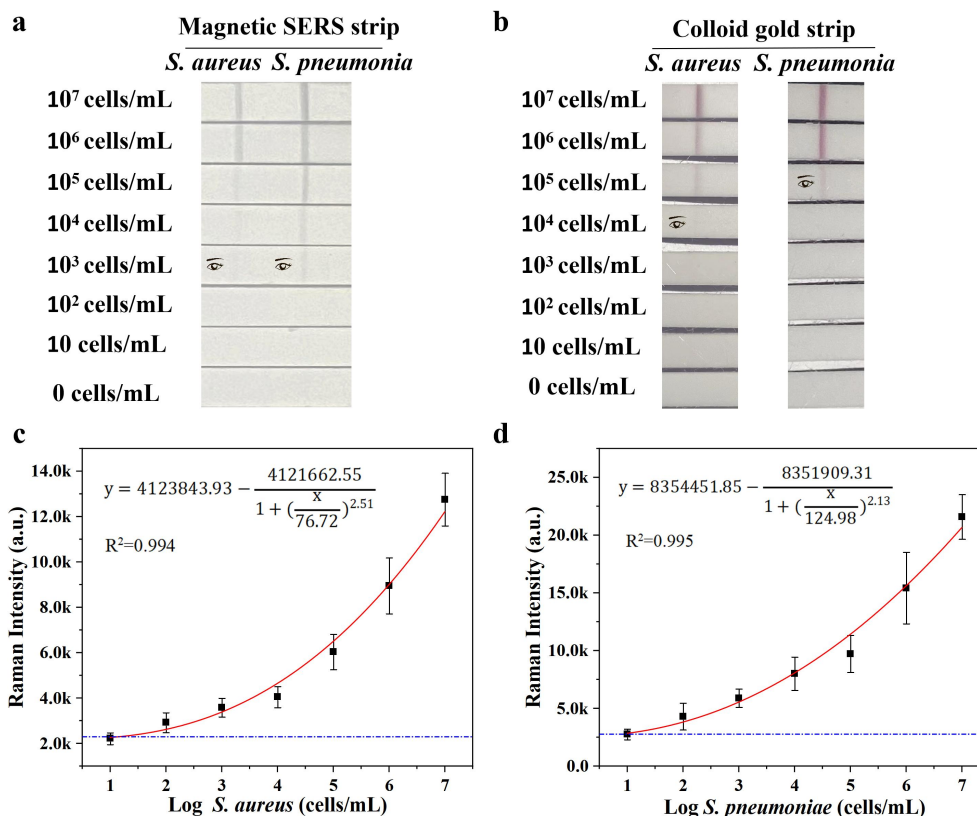 a
Magnetic SERS strip
S. aureus S. pneumonia
10⁷ cells/mL
10⁶ cells/mL
10⁵ cells/mL
10⁴ cells/mL
10³ cells/mL
10² cells/mL
10 cells/mL
0 cells/mL
b
Colloid gold strip
S. aureus S. pneumonia
10⁷ cells/mL
10⁶ cells/mL
10⁵ cells/mL
10⁴ cells/mL
10³ cells/mL
10² cells/mL
10 cells/mL
0 cells/mL
c
Raman Intensity (a.u.)
14.0k
12.0k
10.0k
8.0k
6.0k
4.0k
2.0k
y = 4123843.93 − 4121662.55 / 1 + (x / 76.72)^2.51
R²=0.994
1 2 3 4 5 6 7
Log S. aureus (cells/mL)
d
Raman Intensity (a.u.)
25.0k
20.0k
15.0k
10.0k
5.0k
0.0
y = 8354451.85 − 8351909.31 / 1 + (x / 124.98)^2.13
R²=0.995
1 2 3 4 5 6 7
Log S. pneumoniae (cells/mL)